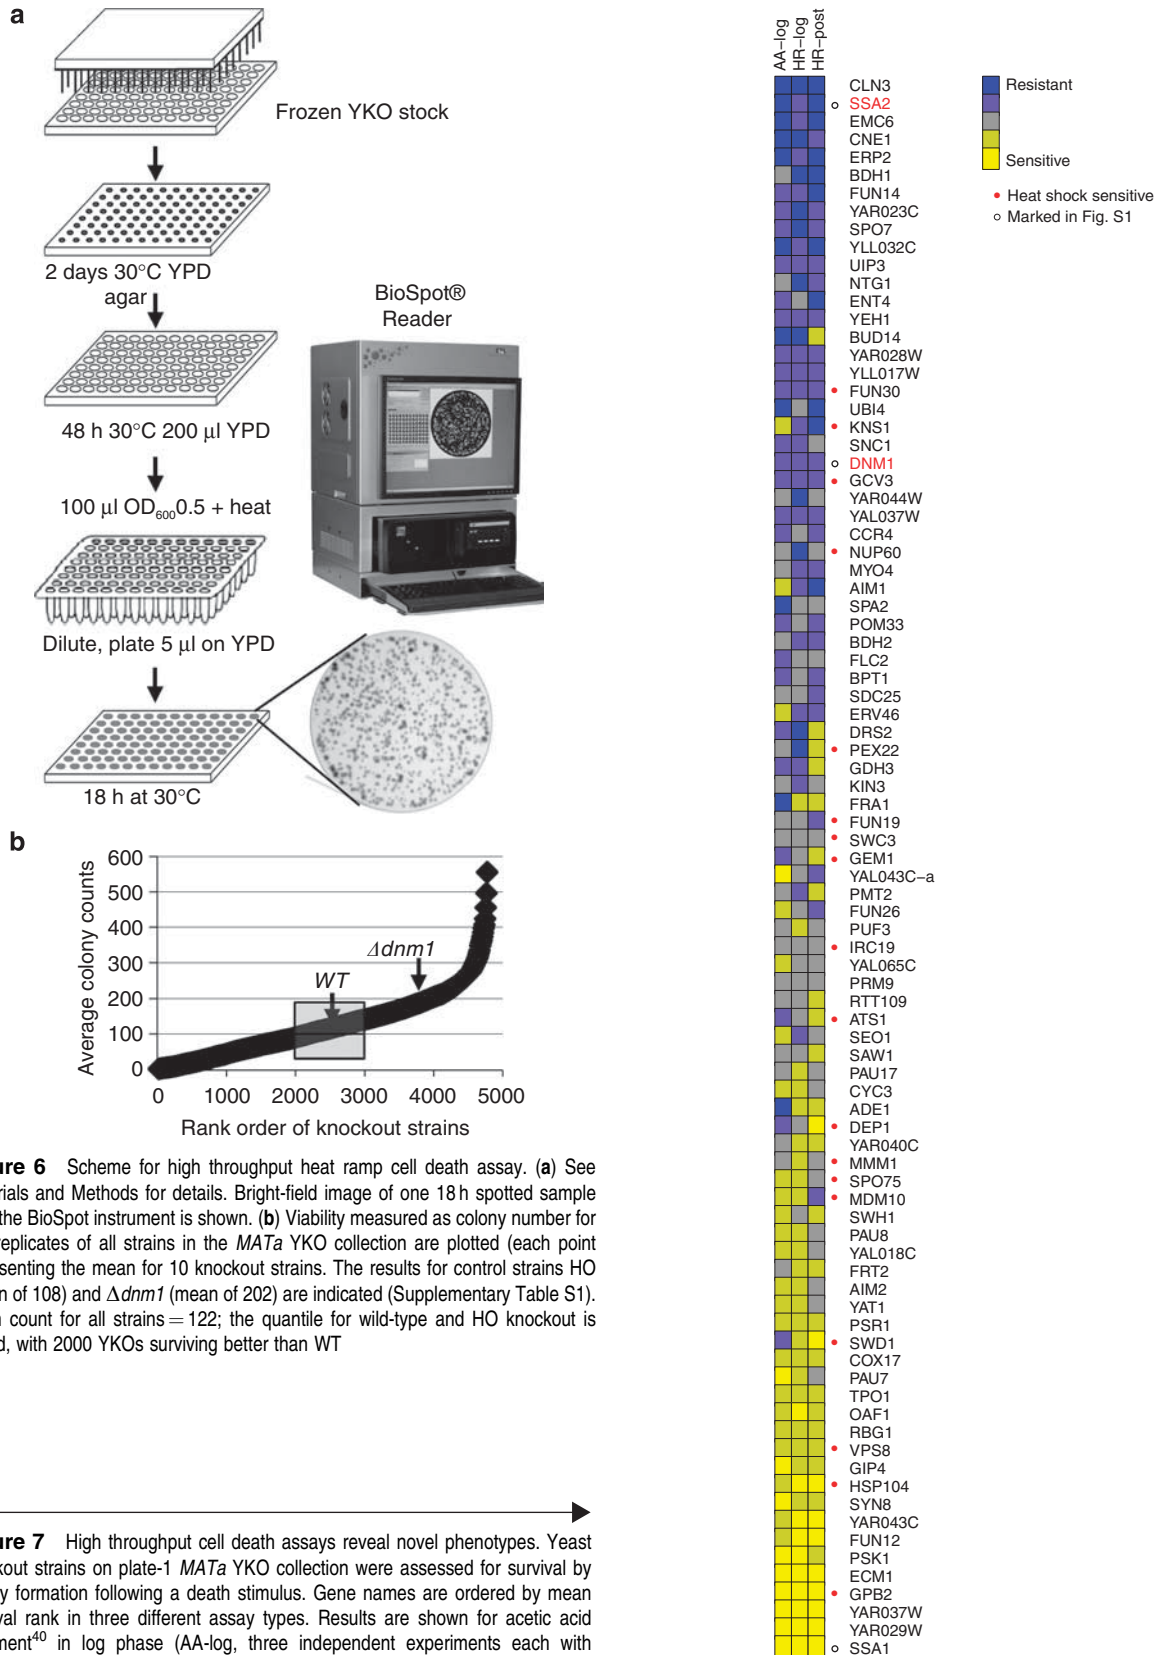 a
Frozen YKO stock
2 days 30°C YPD
agar
BioSpot®
Reader
48 h 30°C 200 µl YPD
100 µl OD600 0.5 + heat
Dilute, plate 5 µl on YPD
18 h at 30°C
b
600
500
400
300
200
100
0
Average colony counts
Δdnm1
WT
0 1000 2000 3000 4000 5000
Rank order of knockout strains
ure 6 Scheme for high throughput heat ramp cell death assay. (a) See
rials and Methods for details. Bright-field image of one 18 h spotted sample
the BioSpot instrument is shown. (b) Viability measured as colony number for
replicates of all strains in the MATa YKO collection are plotted (each point
senting the mean for 10 knockout strains. The results for control strains HO
n of 108) and Δdnm1 (mean of 202) are indicated (Supplementary Table S1).
count for all strains = 122; the quantile for wild-type and HO knockout is
d, with 2000 YKOs surviving better than WT
ure 7 High throughput cell death assays reveal novel phenotypes. Yeast
kout strains on plate-1 MATa YKO collection were assessed for survival by
y formation following a death stimulus. Gene names are ordered by mean
val rank in three different assay types. Results are shown for acetic acid
ment40 in log phase (AA-log, three independent experiments each with
AA-log
HR-log
HR-post
CLN3
SSA2
EMC6
CNE1
ERP2
BDH1
FUN14
YAR023C
SPO7
YLL032C
UIP3
NTG1
ENT4
YEH1
BUD14
YAR028W
YLL017W
FUN30
UBI4
KNS1
SNC1
DNM1
GCV3
YAR044W
YAL037W
CCR4
NUP60
MYO4
AIM1
SPA2
POM33
BDH2
FLC2
BPT1
SDC25
ERV46
DRS2
PEX22
GDH3
KIN3
FRA1
FUN19
SWC3
GEM1
YAL043C-a
PMT2
FUN26
PUF3
IRC19
YAL065C
PRM9
RTT109
ATS1
SEO1
SAW1
PAU17
CYC3
ADE1
DEP1
YAR040C
MMM1
SPO75
MDM10
SWH1
PAU8
YAL018C
FRT2
AIM2
YAT1
PSR1
SWD1
COX17
PAU7
TPO1
OAF1
RBG1
VPS8
GIP4
HSP104
SYN8
YAR043C
FUN12
PSK1
ECM1
GPB2
YAR037W
YAR029W
SSA1
Resistant
Sensitive
Heat shock sensitive
Marked in Fig. S1